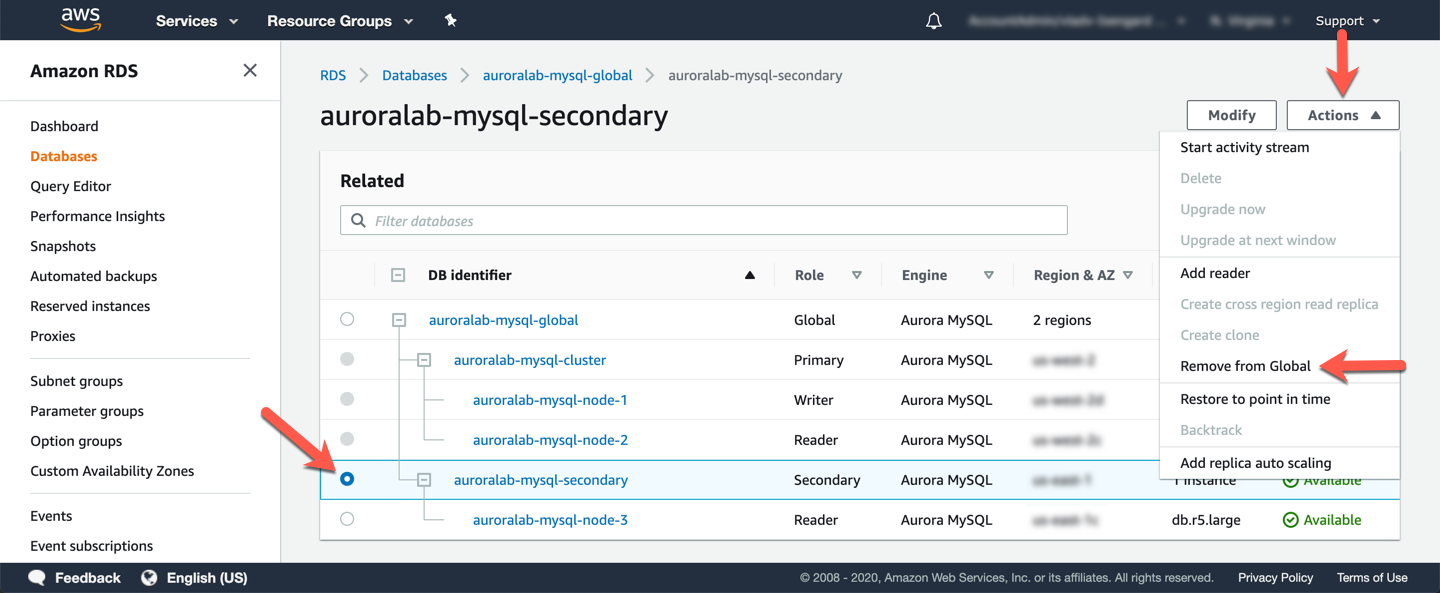 aws Services Resource Groups Support
Amazon RDS
Dashboard
Databases
Query Editor
Performance Insights
Snapshots
Automated backups
Reserved instances
Proxies
Subnet groups
Parameter groups
Option groups
Custom Availability Zones
Events
Event subscriptions
RDS Databases auroralab-mysql-global auroralab-mysql-secondary
auroralab-mysql-secondary
Modify Actions
Start activity stream
Delete
Upgrade now
Upgrade at next window
Add reader
Create cross region read replica
Create clone
Remove from Global
Restore to point in time
Backtrack
Add replica auto scaling
Related
Filter databases
DB identifier Role Engine Region & AZ
auroralab-mysql-global Global Aurora MySQL 2 regions
auroralab-mysql-cluster Primary Aurora MySQL
auroralab-mysql-node-1 Writer Aurora MySQL
auroralab-mysql-node-2 Reader Aurora MySQL
auroralab-mysql-secondary Secondary Aurora MySQL 1 instance Available
auroralab-mysql-node-3 Reader Aurora MySQL db.r5.large Available
Feedback English (US) © 2008 - 2020, Amazon Web Services, Inc. or its affiliates. All rights reserved. Privacy Policy Terms of Use